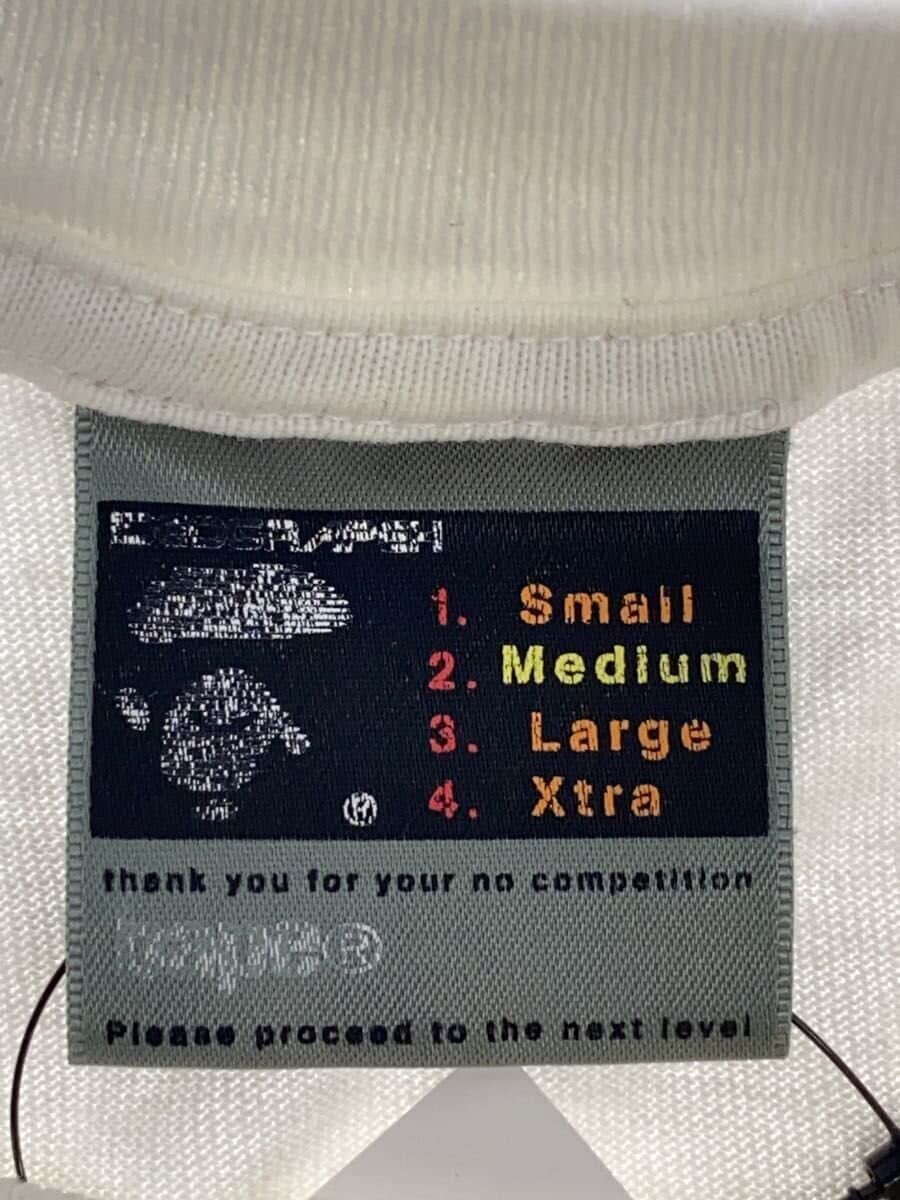 1. Small
2. Medium
3. Large
4. Xtra
®
thank you for your no competition
®
Please proceed to the next level